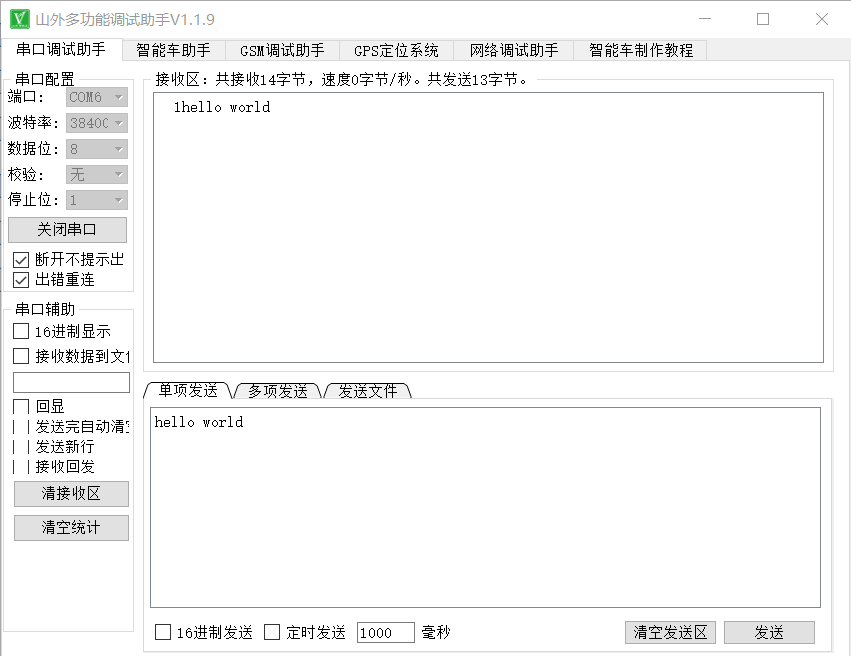 山外多功能调试助手V1.1.9
串口调试助手 智能车助手 GSM调试助手 GPS定位系统 网络调试助手 智能车制作教程
串口配置
端口： COM6
波特率： 38400
数据位： 8
校验： 无
停止位： 1
关闭串口
断开不提示出
出错重连
串口辅助
16进制显示
接收数据到文
回显
发送完自动清
发送新行
接收回发
清接收区
清空统计
接收区：共接收14字节，速度0字节/秒。共发送13字节。
1hello world
单项发送 多项发送 发送文件
hello world
16进制发送 定时发送 1000 毫秒 清空发送区 发送